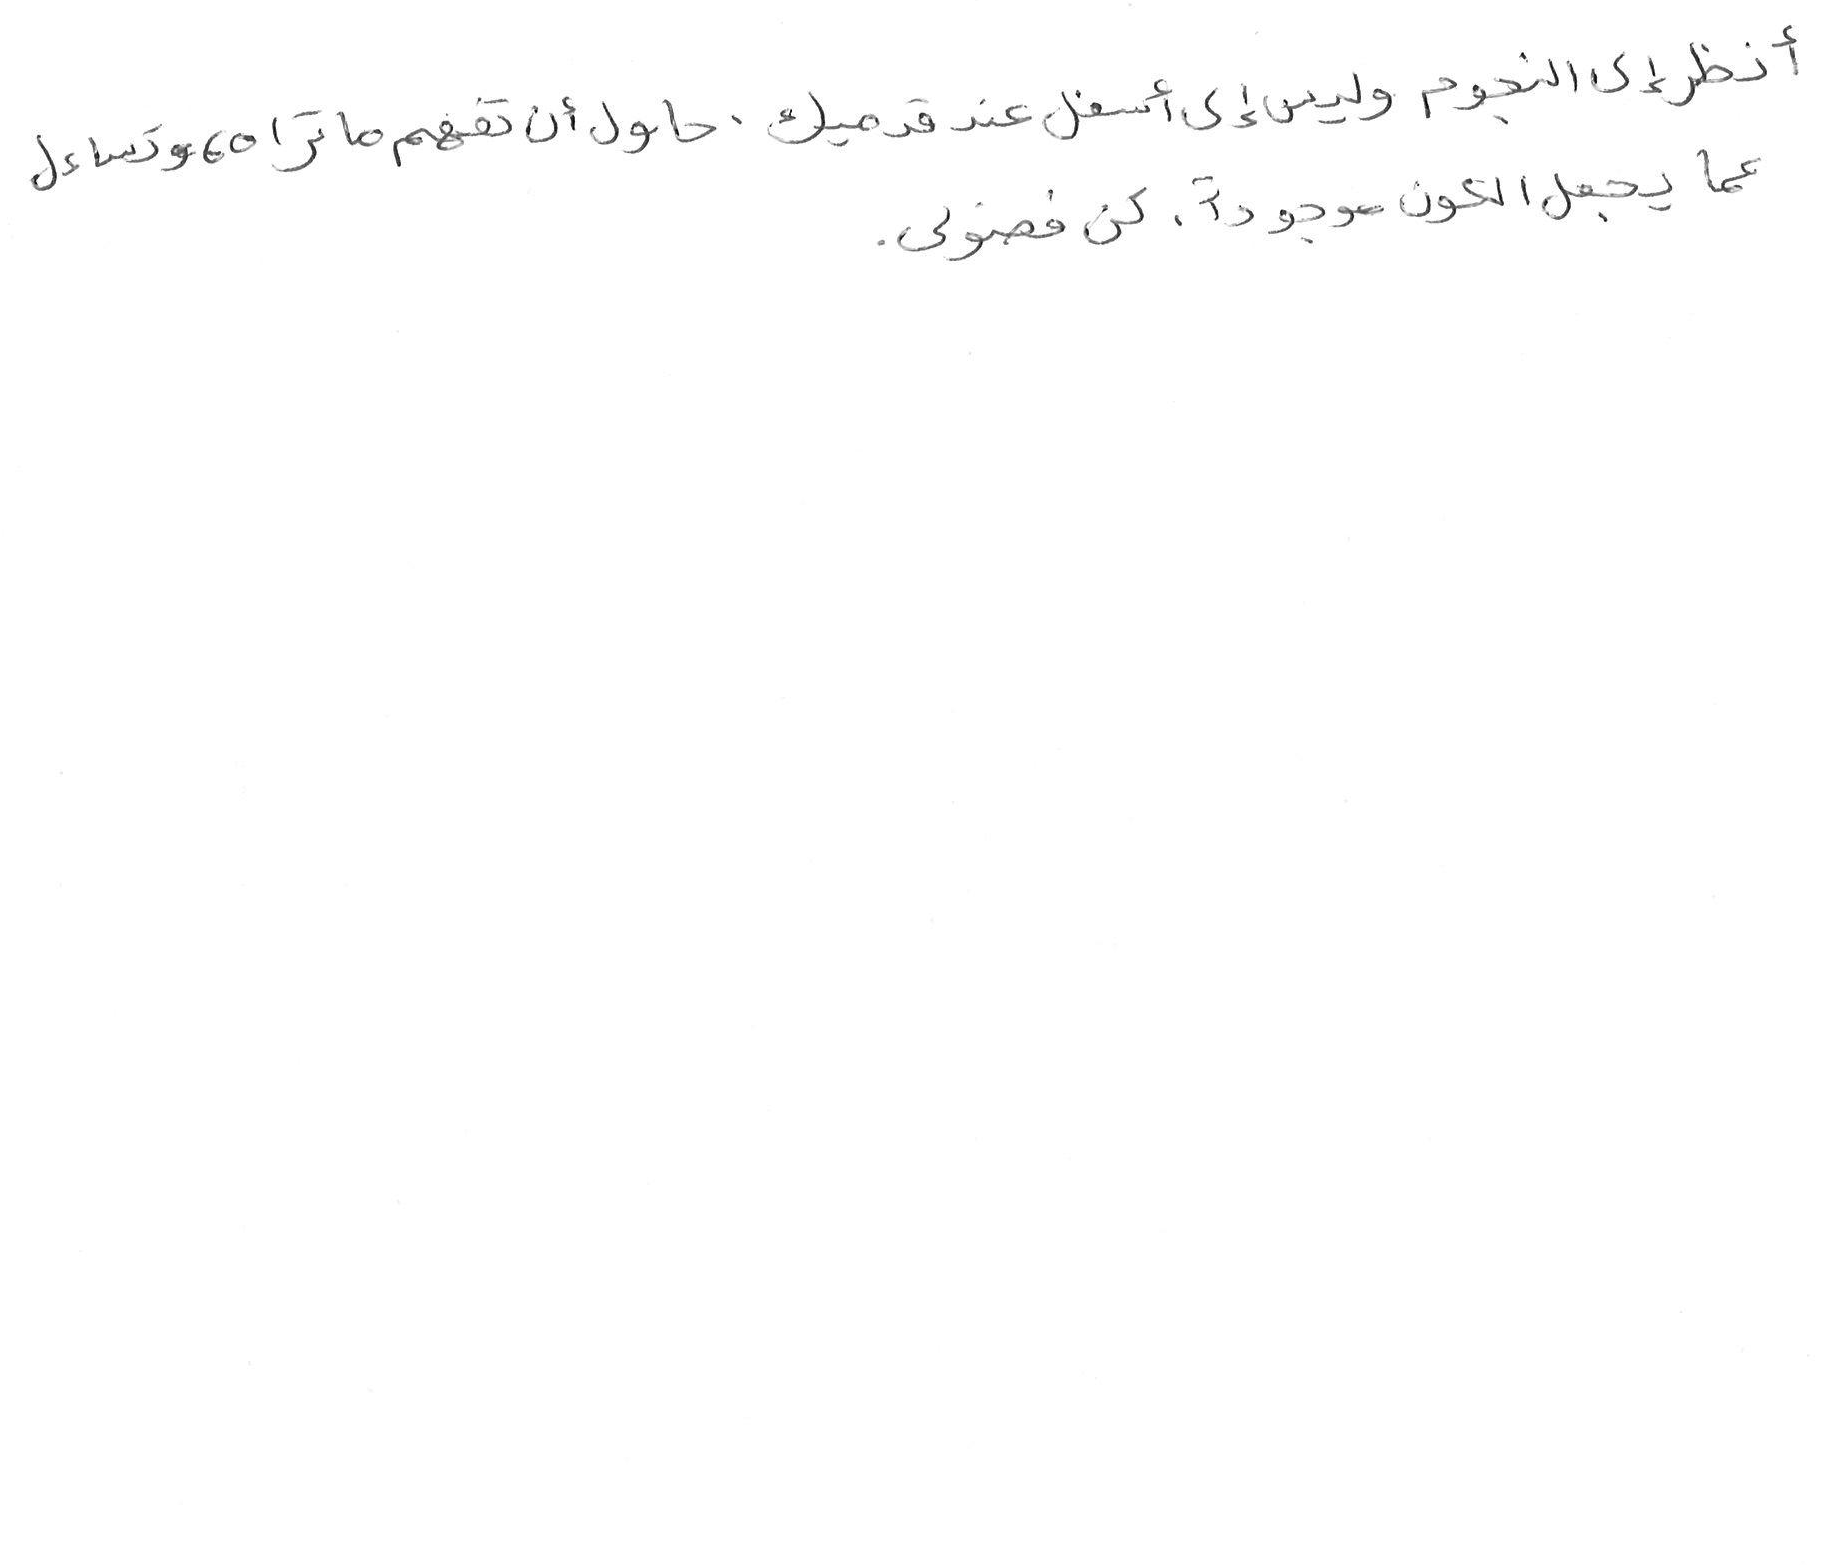 أنظر إلى النجوم وليس إلى أسفل عند قدميك. حاول أن تفهم ما تراه، وتساءل
عما يجعل الكون موجوداً. كن فضولى.